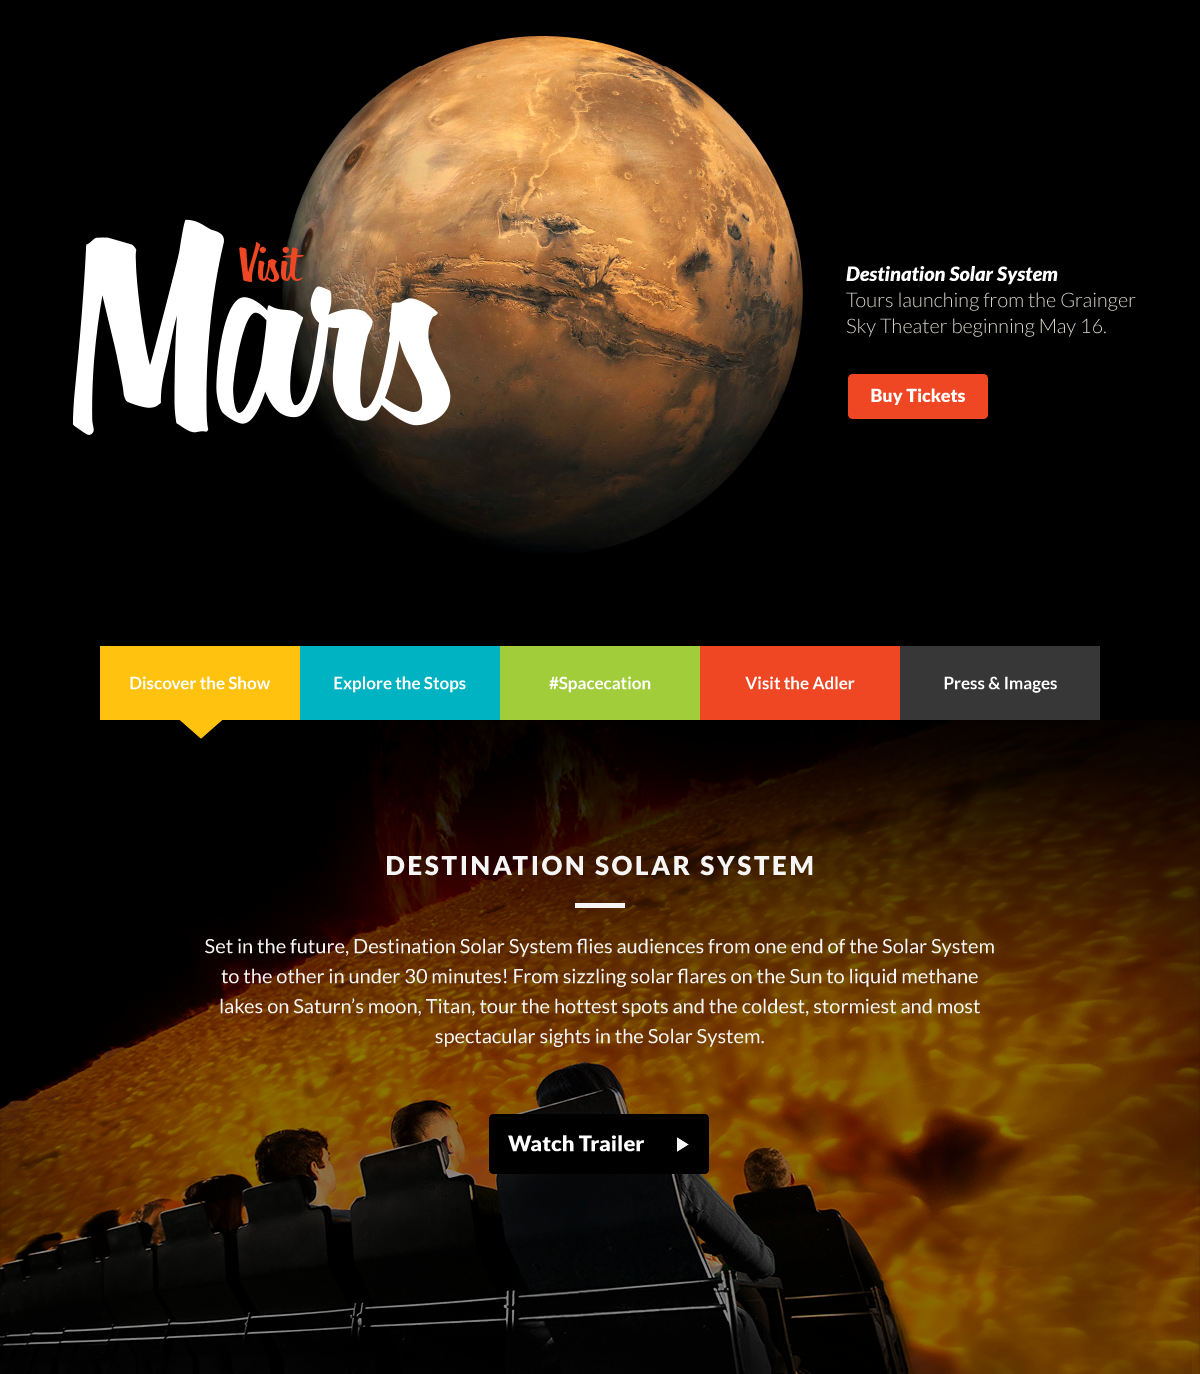 Visit
Mars
Destination Solar System
Tours launching from the Grainger
Sky Theater beginning May 16.
Buy Tickets
Discover the Show
Explore the Stops
#Spacecation
Visit the Adler
Press & Images
DESTINATION SOLAR SYSTEM
Set in the future, Destination Solar System flies audiences from one end of the Solar System
to the other in under 30 minutes! From sizzling solar flares on the Sun to liquid methane
lakes on Saturn’s moon, Titan, tour the hottest spots and the coldest, stormiest and most
spectacular sights in the Solar System.
Watch Trailer